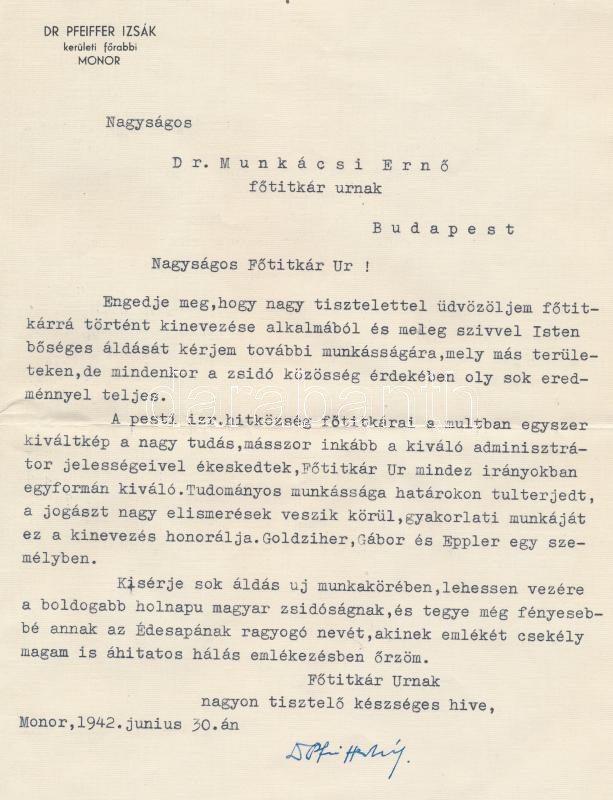 DR PFEIFFER IZSÁK
kerületi főrabbi
MONOR
Nagyságos
Dr. Munkácsi Ernő
főtitkár urnak
Budapest
Nagyságos Főtitkár Ur !
Engedje meg,hogy nagy tisztelettel üdvözöljem főtit-
kárrá történt kinevezése alkalmából és meleg szivvel Isten
bőséges áldását kérjem további munkásságára,mely más terüle-
teken,de mindenkor a zsidó közösség érdekében oly sok ered-
ménnyel teljes.
A pesti izr.hitközség főtitkárai a multban egyszer
kiváltkép a nagy tudás,másszor inkább a kiváló adminisztrá-
tor jelességeivel ékeskedtek,Főtitkár Ur mindez irányokban
egyformán kiváló.Tudományos munkássága határokon tulterjedt,
a jogászt nagy elismerések veszik körül,gyakorlati munkáját
ez a kinevezés honorálja.Goldziher,Gábor és Eppler egy sze-
mélyben.
Kisérje sok áldás uj munkakörében,lehessen vezére
a boldogabb holnapu magyar zsidóságnak,és tegye még fényeseb-
bé annak az Édesapának ragyogó nevét,akinek emlékét csekély
magam is áhitatos hálás emlékezésben őrzöm.
Főtitkár Urnak
nagyon tisztelő készséges hive,
Monor,1942.junius 30.án
darabanth